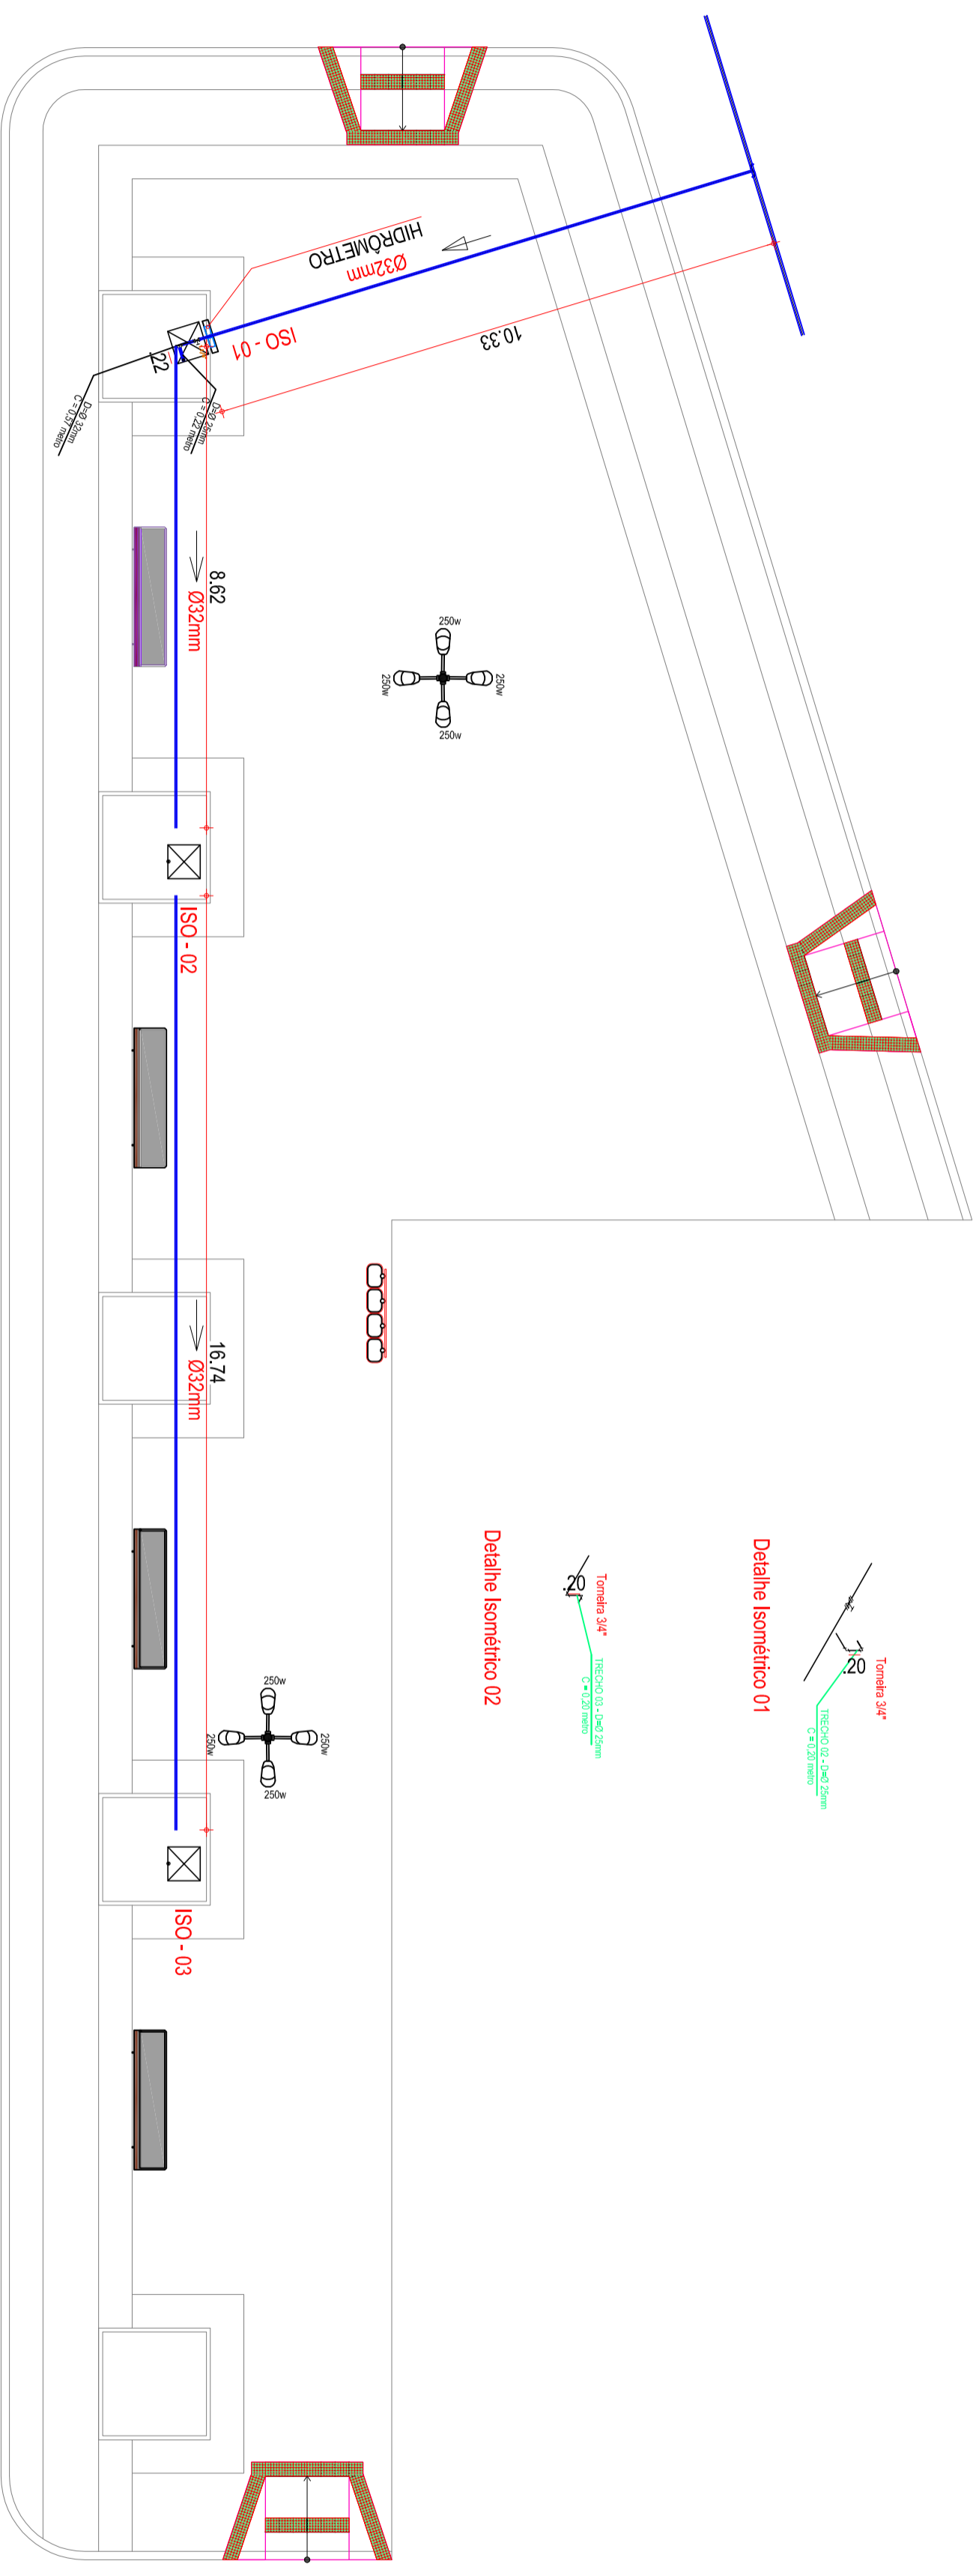 HIDRÔMETRO
Ø32mm
10.33
ISO - 01
.22
D=Ø 25mm
C = 0,22 metro
D=Ø 32mm
C = 0,57 metro
8.62
Ø32mm
250w
250w
250w
250w
ISO - 02
16.74
Ø32mm
Detalhe Isométrico 01
Torneira 3/4"
.20
TRECHO 02 - D=Ø 25mm
C = 0,20 metro
Detalhe Isométrico 02
Torneira 3/4"
.20
TRECHO 03 - D=Ø 25mm
C = 0,20 metro
250w
250w
250w
250w
ISO - 03